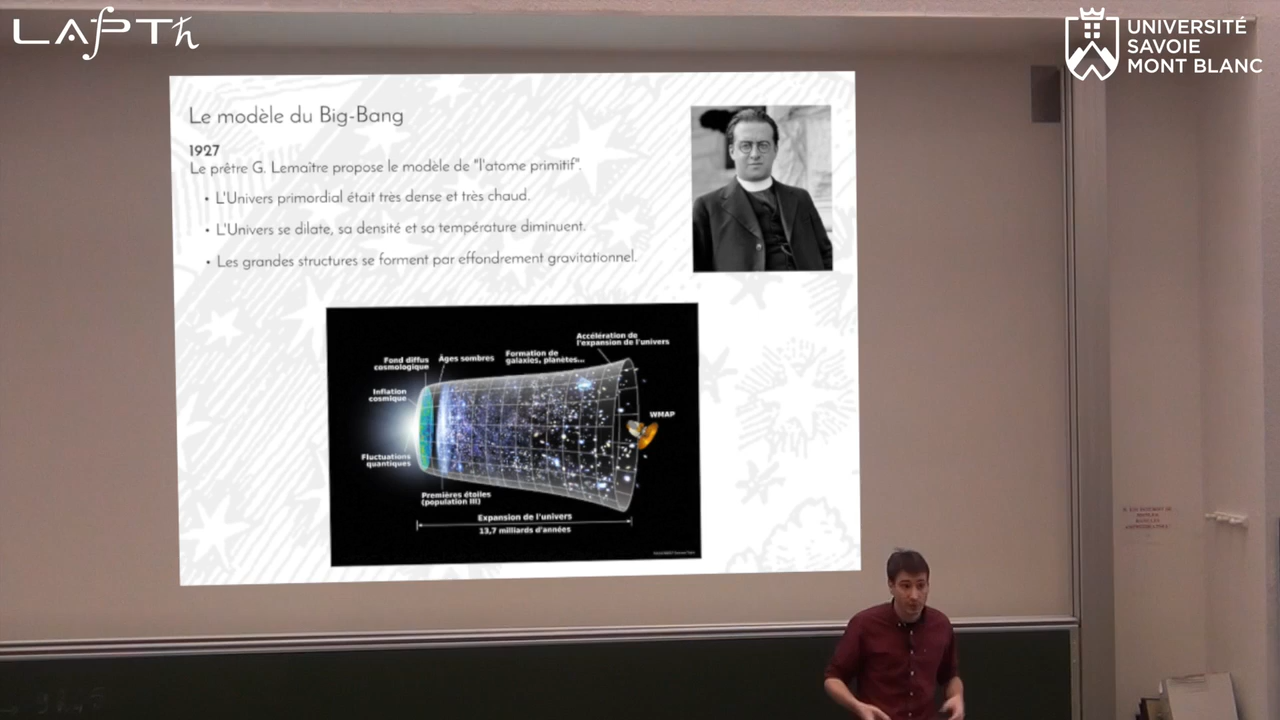 LAPTh
UNIVERSITÉ
SAVOIE
MONT BLANC
Le modèle du Big-Bang
1927
Le prêtre G. Lemaître propose le modèle de "l'atome primitif".
• L'Univers primordial était très dense et très chaud.
• L'Univers se dilate, sa densité et sa température diminuent.
• Les grandes structures se forment par effondrement gravitationnel.
Accélération de
l'expansion de l'univers
Formation de
galaxies, planètes...
Âges sombres
Fond diffus
cosmologique
Inflation
cosmique
WMAP
Fluctuations
quantiques
Premières étoiles
(population III)
Expansion de l'univers
13,7 milliards d'années